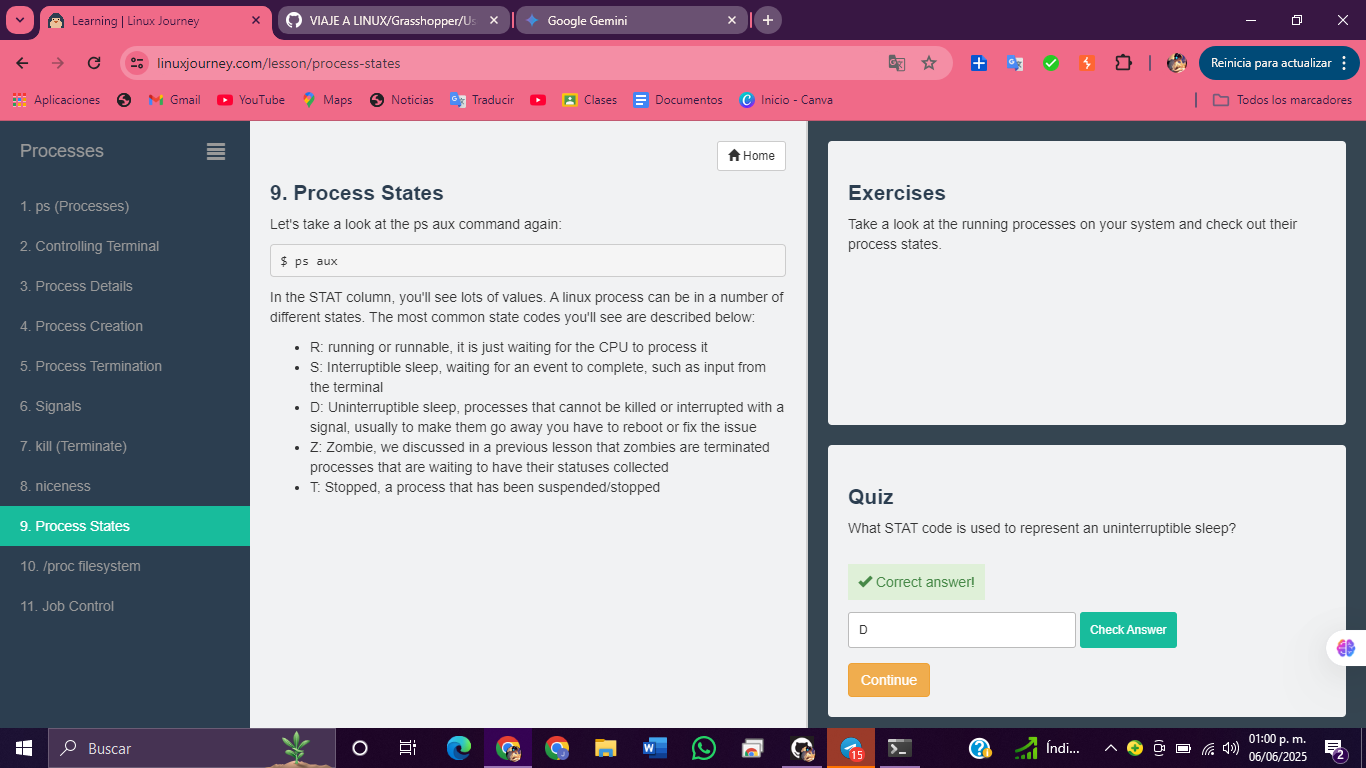 Learning | Linux Journey
VIAJE A LINUX/Grasshopper/Us
Google Gemini
linuxjourney.com/lesson/process-states
Reinicia para actualizar
Aplicaciones
Gmail
YouTube
Maps
Noticias
Traducir
Clases
Documentos
Inicio - Canva
Todos los marcadores
Processes
1. ps (Processes)
2. Controlling Terminal
3. Process Details
4. Process Creation
5. Process Termination
6. Signals
7. kill (Terminate)
8. niceness
9. Process States
10. /proc filesystem
11. Job Control
Home
9. Process States
Let's take a look at the ps aux command again:
$ ps aux
In the STAT column, you'll see lots of values. A linux process can be in a number of
different states. The most common state codes you'll see are described below:
• R: running or runnable, it is just waiting for the CPU to process it
• S: Interruptible sleep, waiting for an event to complete, such as input from
the terminal
• D: Uninterruptible sleep, processes that cannot be killed or interrupted with a
signal, usually to make them go away you have to reboot or fix the issue
• Z: Zombie, we discussed in a previous lesson that zombies are terminated
processes that are waiting to have their statuses collected
• T: Stopped, a process that has been suspended/stopped
Exercises
Take a look at the running processes on your system and check out their
process states.
Quiz
What STAT code is used to represent an uninterruptible sleep?
Correct answer!
D
Check Answer
Continue
Buscar
15
Índi...
01:00 p. m.
06/06/2025
2